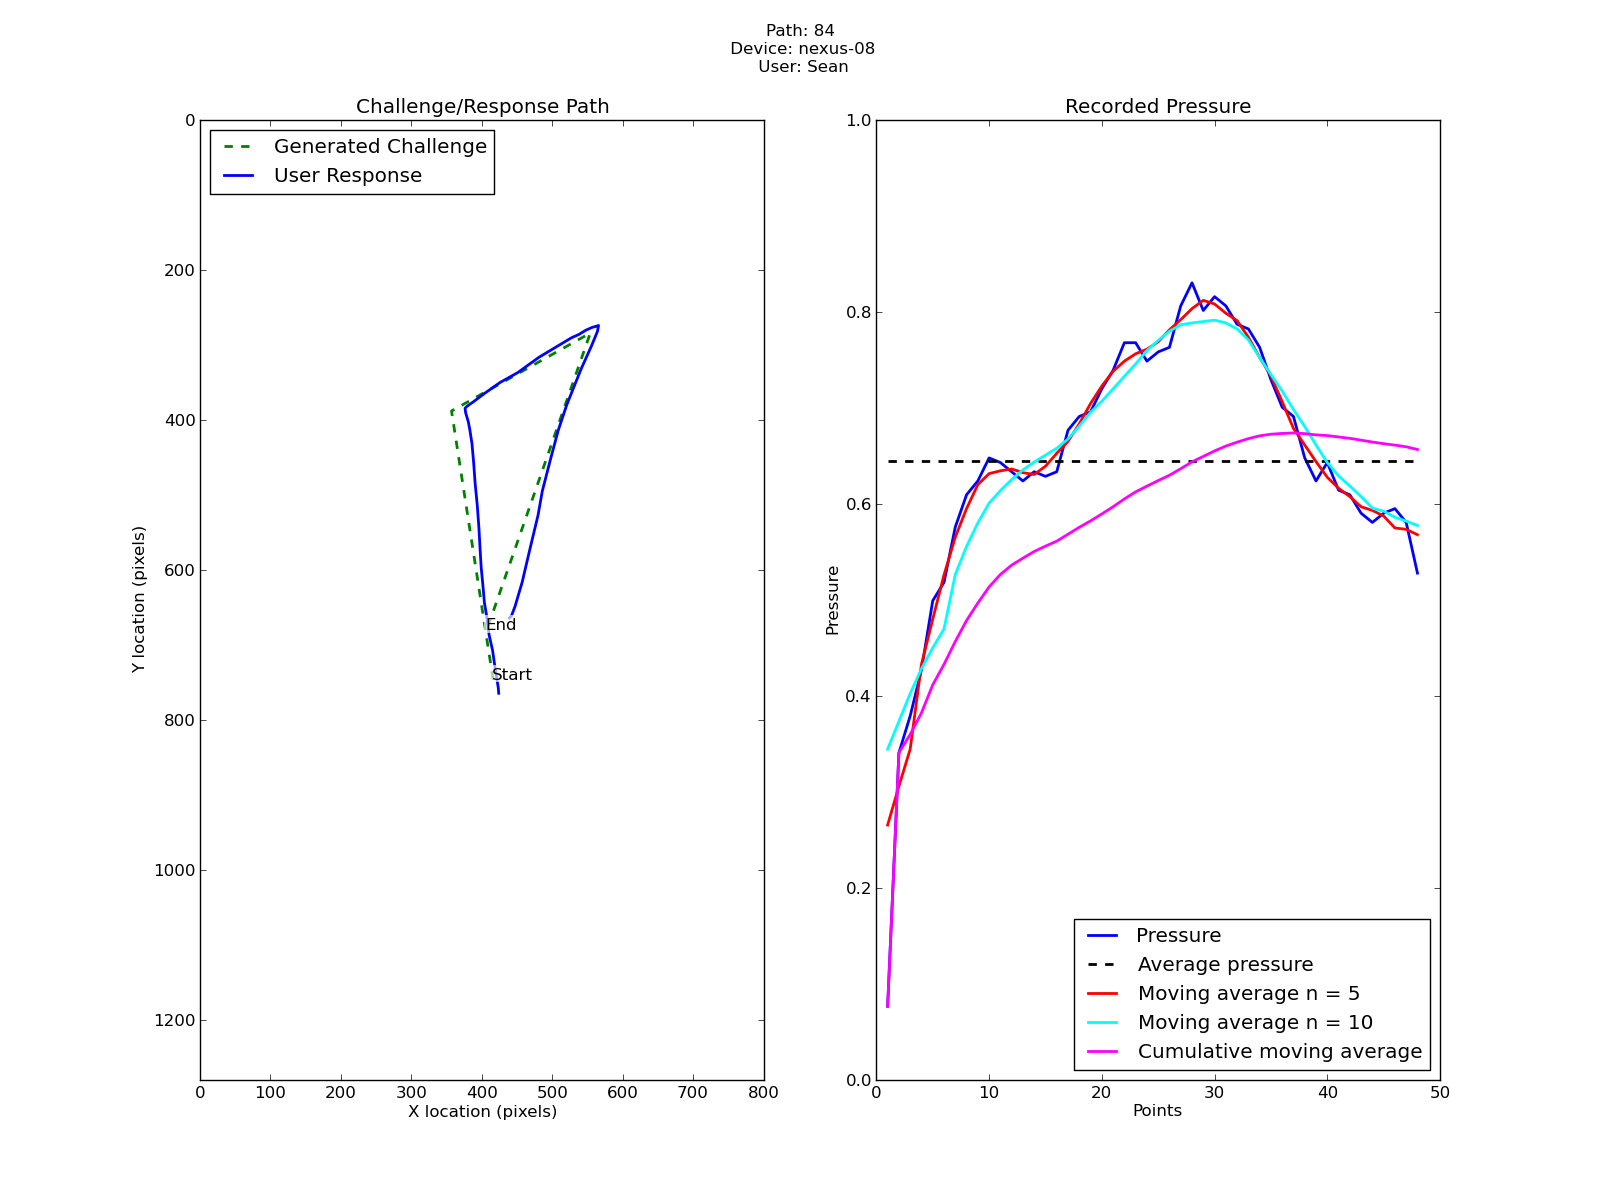 Path: 84
Device: nexus-08
User: Sean
Challenge/Response Path
Generated Challenge
User Response
0
200
400
600
800
1000
1200
Y location (pixels)
End
Start
0 100 200 300 400 500 600 700 800
X location (pixels)
Recorded Pressure
1.0
0.8
0.6
0.4
0.2
0.0
Pressure
Pressure
Average pressure
Moving average n = 5
Moving average n = 10
Cumulative moving average
0 10 20 30 40 50
Points